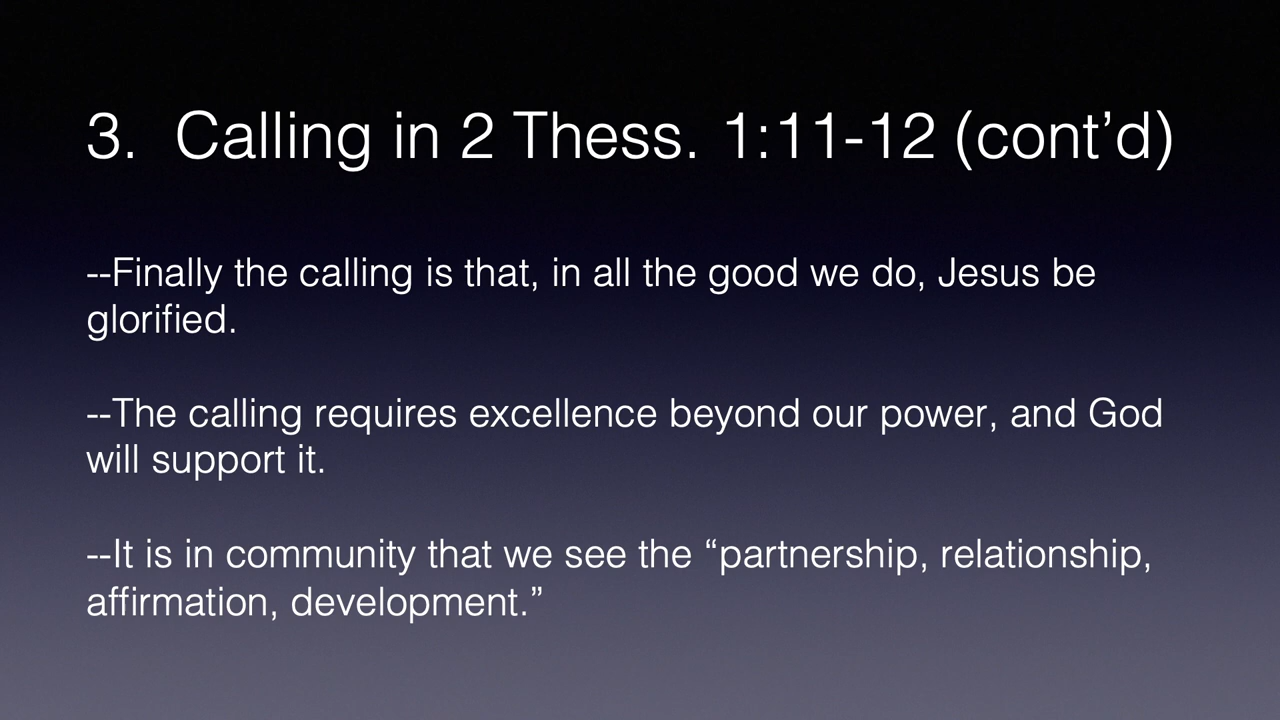 3.  Calling in 2 Thess. 1:11-12 (cont’d)
--Finally the calling is that, in all the good we do, Jesus be
glorified.
--The calling requires excellence beyond our power, and God
will support it.
--It is in community that we see the “partnership, relationship,
affirmation, development.”